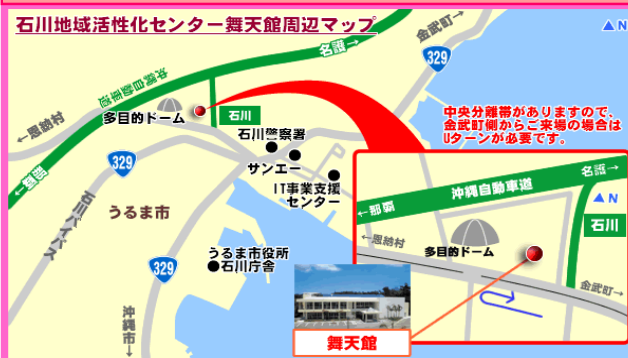 石川地域活性化センター舞天館周辺マップ
名護→
金武町→
N
329
沖縄自動車道
石川
多目的ドーム
←恩納村
中央分離帯がありますので、
金武町側からご来場の場合は
Uターンが必要です。
石川警察署
サンエー
IT事業支援
センター
329
←那覇
石川バイパス
うるま市
329
うるま市役所
石川庁舎
沖縄市→
名護→
沖縄自動車道
←那覇
N
石川
←恩納村
多目的ドーム
金武町→
舞天館